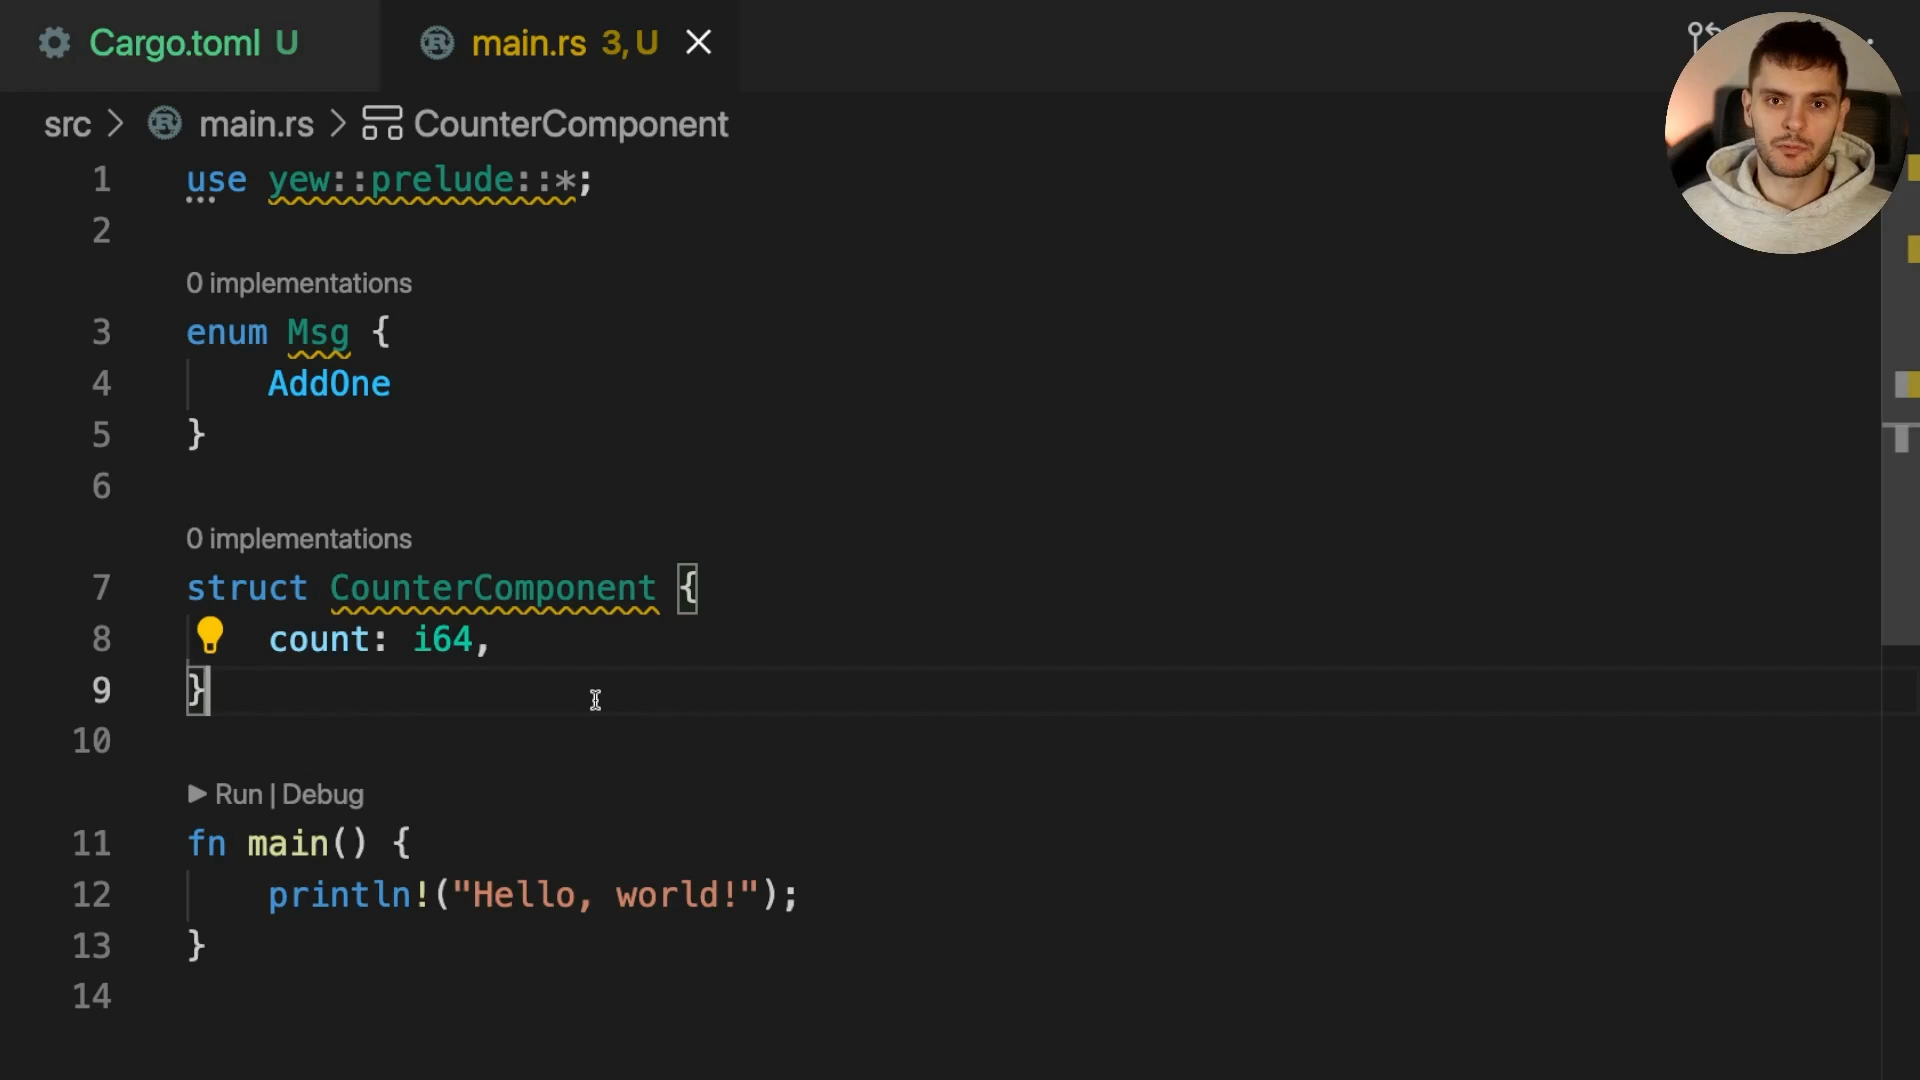 Cargo.toml U
main.rs 3, U
src > main.rs > CounterComponent
1 use yew::prelude::*;
2
0 implementations
3 enum Msg {
4 AddOne
5 }
6
0 implementations
7 struct CounterComponent {
8 count: i64,
9 }
10
Run | Debug
11 fn main() {
12 println!("Hello, world!");
13 }
14